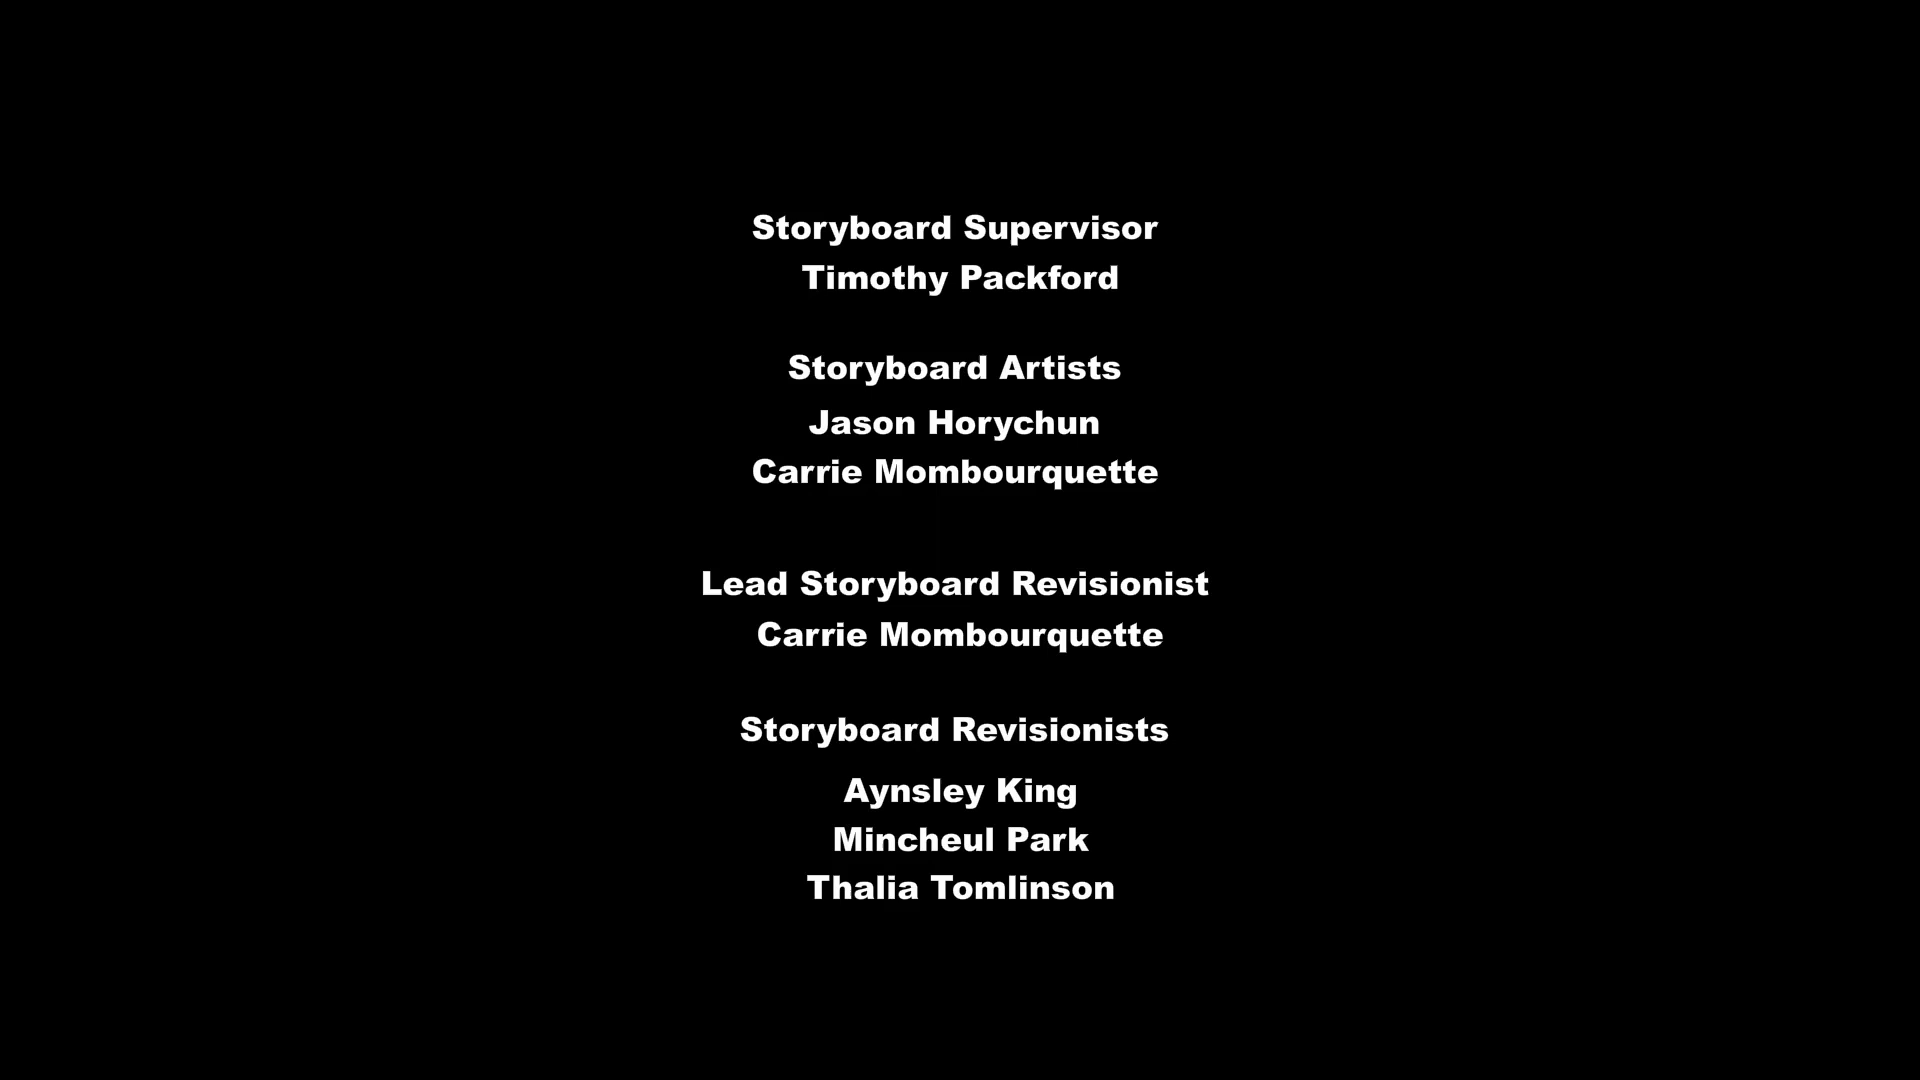 Storyboard Supervisor
Timothy Packford
Storyboard Artists
Jason Horychun
Carrie Mombourquette
Lead Storyboard Revisionist
Carrie Mombourquette
Storyboard Revisionists
Aynsley King
Mincheul Park
Thalia Tomlinson